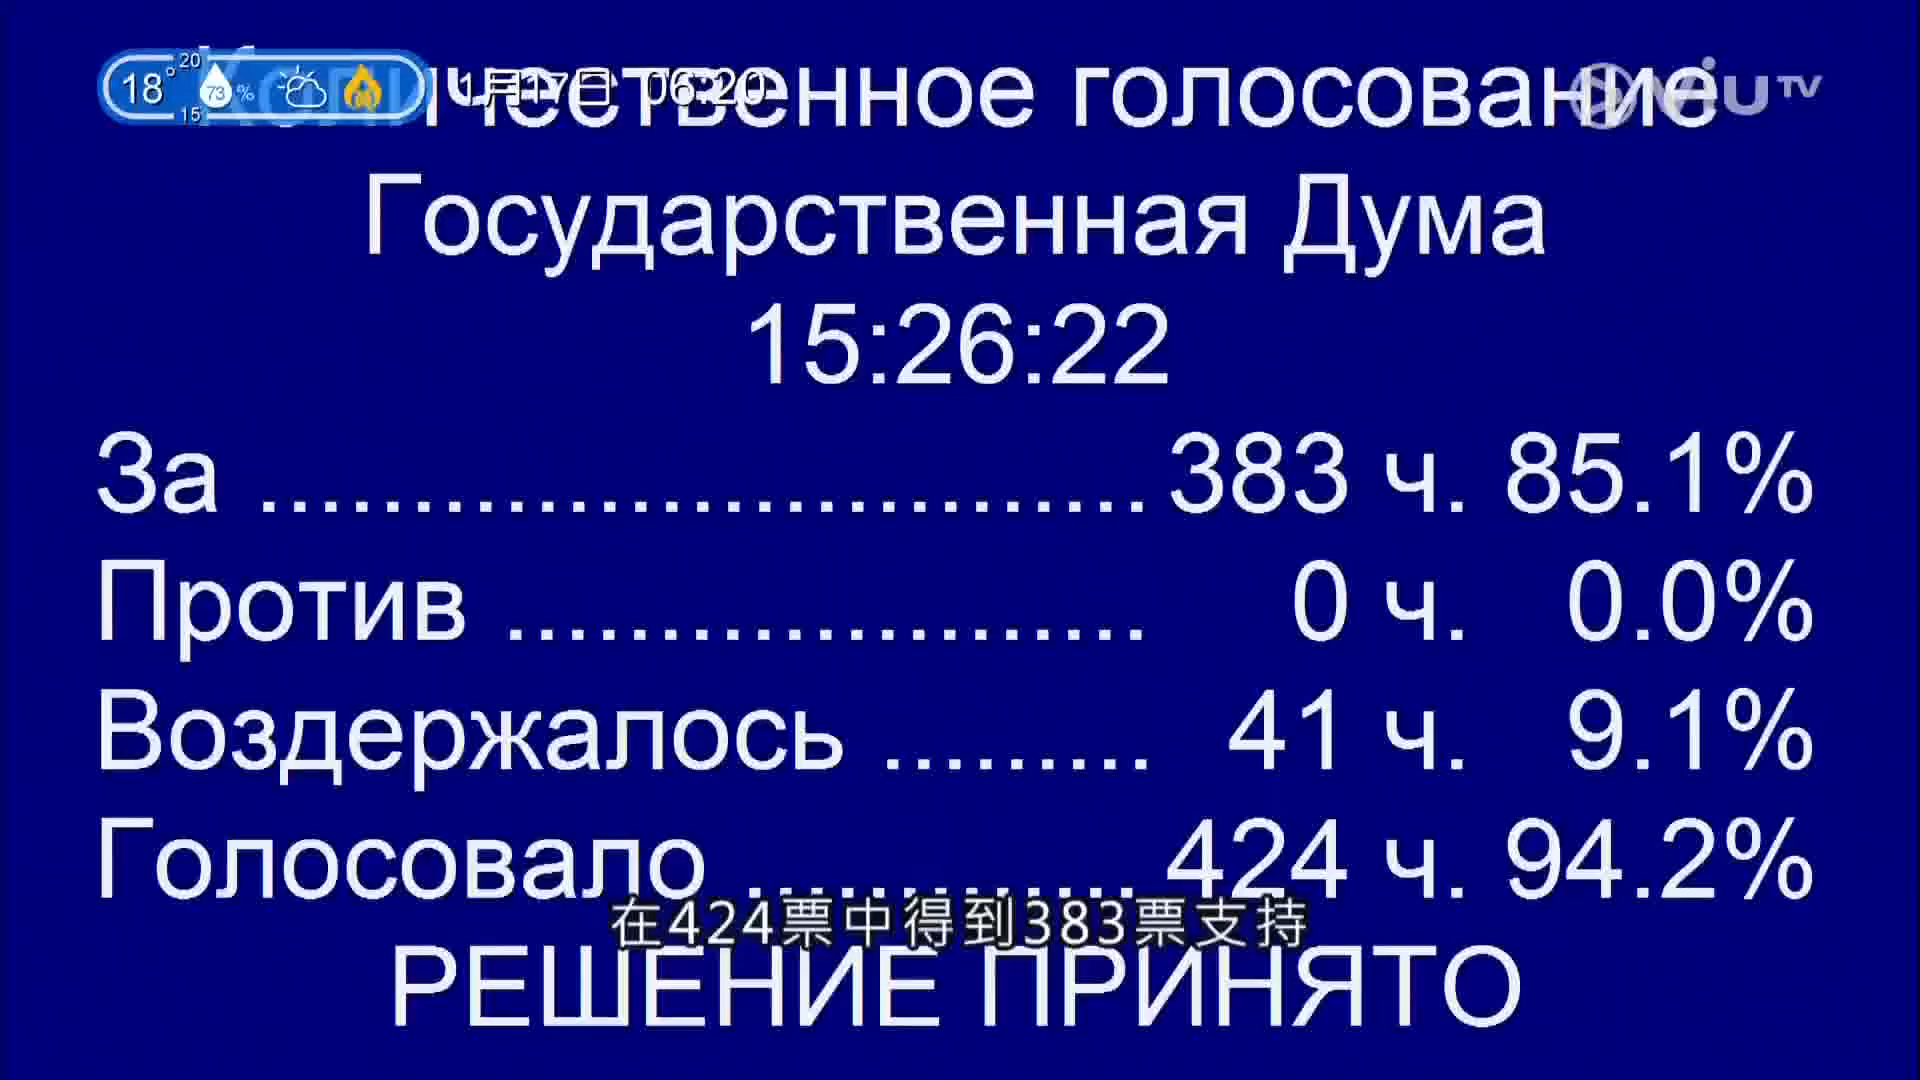 Количественное голосование
18° 20 15 73% 1月17日 06:20
VIUTV
Государственная Дума
15:26:22
За ............................. 383 ч. 85.1%
Против ..................... 0 ч. 0.0%
Воздержалось ......... 41 ч. 9.1%
Голосовало ............. 424 ч. 94.2%
在424票中得到383票支持
РЕШЕНИЕ ПРИНЯТО